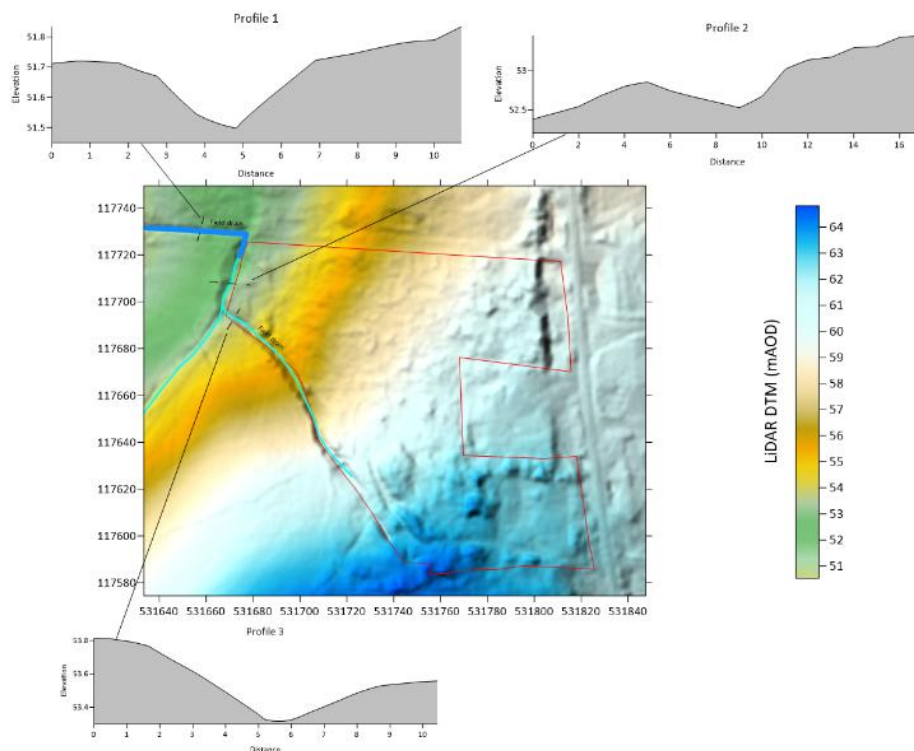 Profile 1
Elevation
51.8
51.7
51.6
51.5
0 1 2 3 4 5 6 7 8 9 10
Distance
Profile 2
Elevation
53
52.5
0 2 4 6 8 10 12 14 16
Distance
117740
117720
117700
117680
117660
117640
117620
117600
117580
531640 531660 531680 531700 531720 531740 531760 531780 531800 531820 531840
Field drain
Field drain
LiDAR DTM (mAOD)
64
63
62
61
60
59
58
57
56
55
54
53
52
51
Profile 3
Elevation
53.8
53.6
53.4
0 1 2 3 4 5 6 7 8 9 10
Distance